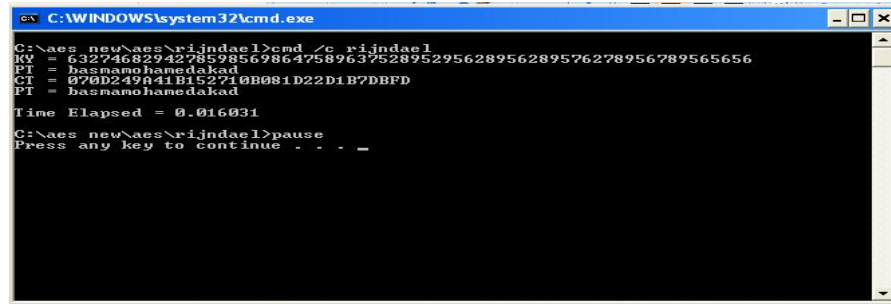 C:\WINDOWS\system32\cmd.exe
C:\aes new\aes\rijndael>cmd /c rijndael
KY = 6327468294278598569864758963752895295628956289576278956789565656
PT = basmamohamedakad
CT = 070D249A41B152710B081D22D1B7DBFD
PT = basmamohamedakad
Time Elapsed = 0.016031
C:\aes new\aes\rijndael>pause
Press any key to continue . . . _